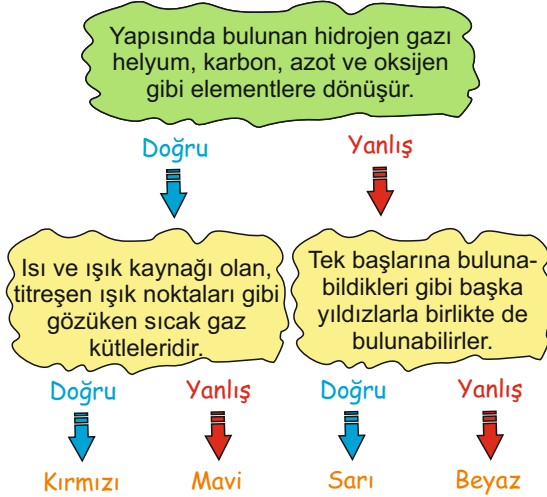 Yapısında bulunan hidrojen gazı
helyum, karbon, azot ve oksijen
gibi elementlere dönüşür.
Doğru
Yanlış
Isı ve ışık kaynağı olan,
titreşen ışık noktaları gibi
gözüken sıcak gaz
kütleleridir.
Tek başlarına buluna-
bildikleri gibi başka
yıldızlarla birlikte de
bulunabilirler.
Doğru
Yanlış
Doğru
Yanlış
Kırmızı
Mavi
Sarı
Beyaz